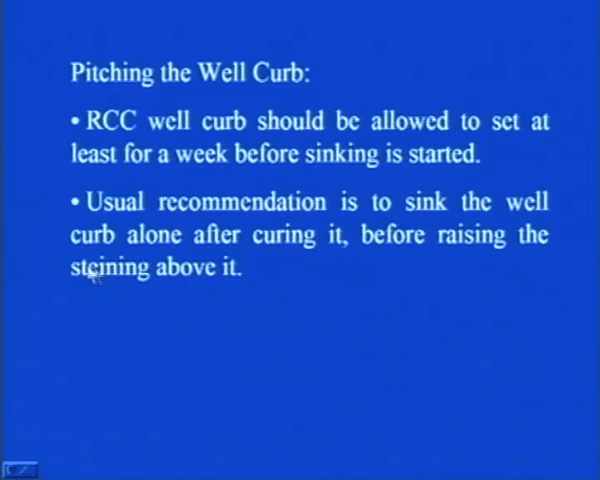 Pitching the Well Curb:
• RCC well curb should be allowed to set at
least for a week before sinking is started.
• Usual recommendation is to sink the well
curb alone after curing it, before raising the
steining above it.